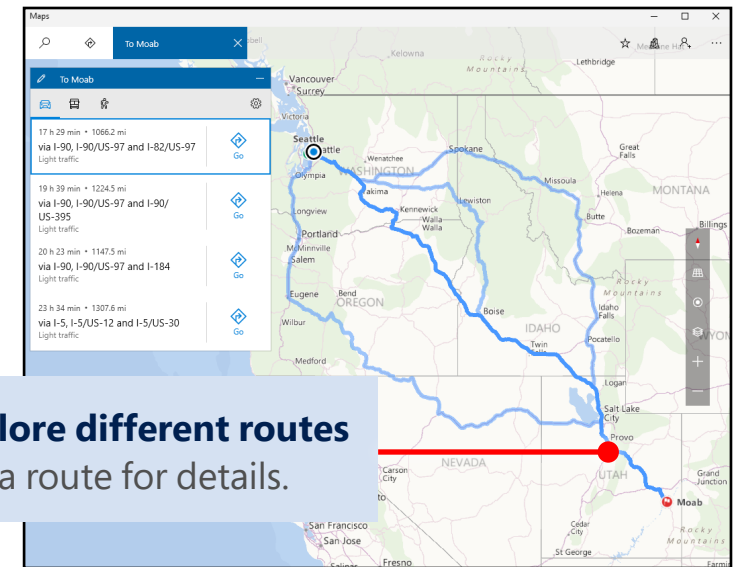 Maps
To Moab
To Moab
17 h 29 min • 1066.2 mi
via I-90, I-90/US-97 and I-82/US-97
Light traffic
Go
19 h 39 min • 1224.5 mi
via I-90, I-90/US-97 and I-90/
US-395
Light traffic
Go
20 h 23 min • 1147.5 mi
via I-90, I-90/US-97 and I-184
Light traffic
Go
23 h 34 min • 1307.6 mi
via I-5, I-5/US-12 and I-5/US-30
Light traffic
Go
lore different routes
a route for details.
Kelowna
Rocky
Mountains
Lethbridge
Vancouver
Surrey
Victoria
Seattle
Spokane
Wenatchee
WASHINGTON
Olympia
Yakima
Great
Falls
Missoula
Helena
MONTANA
Longview
Kennewick
Walla
Walla
Lewiston
Butte
Bozeman
Billings
Portland
McMinnville
Salem
Eugene
Bend
OREGON
Wilbur
Boise
IDAHO
Rocky
Mountains
Idaho
Falls
Twin
Pocatello
Medford
Logan
Salt Lake
City
Provo
NEVADA
UTAH
Carson
City
Grand
Junction
Moab
San Francisco
San Jose
Cedar
City
Rocky
Mountains
St George
Fresno